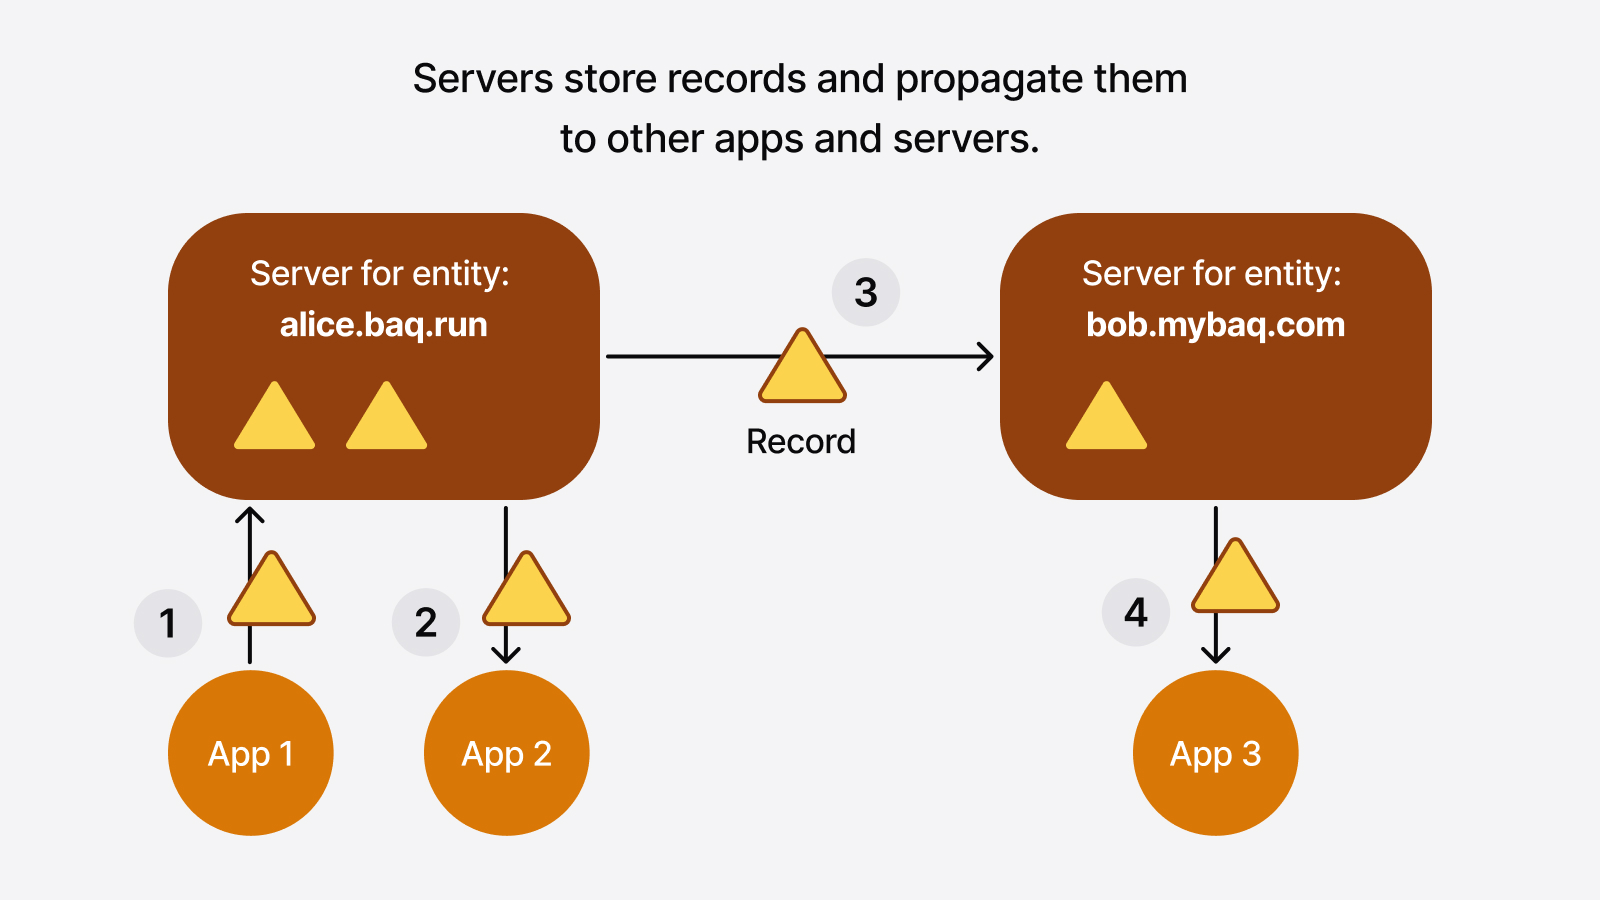 Servers store records and propagate them
to other apps and servers.
Server for entity:
alice.baq.run
3
Record
Server for entity:
bob.mybaq.com
1
2
4
App 1
App 2
App 3